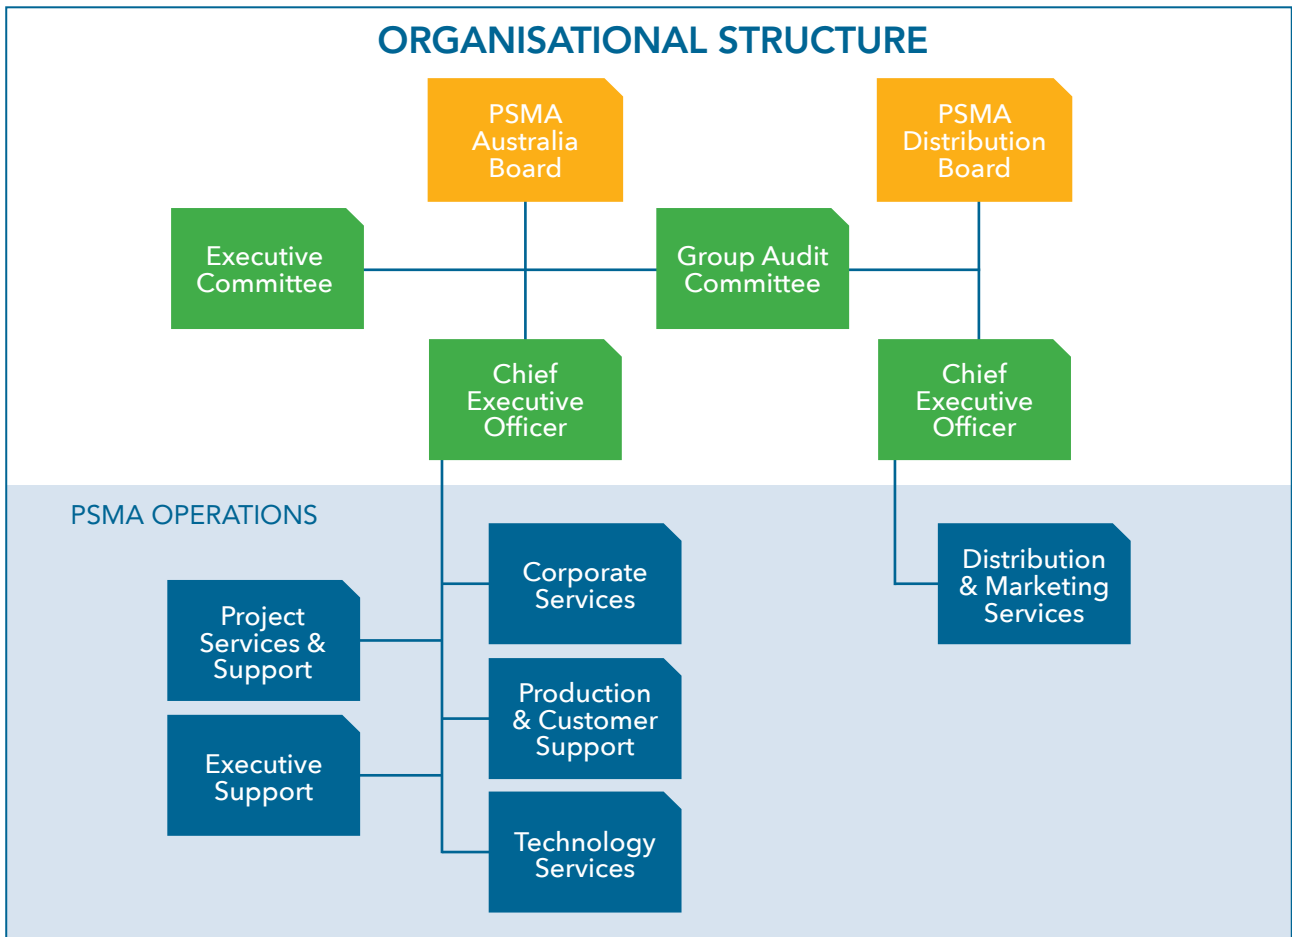 ORGANISATIONAL STRUCTURE
PSMA
Australia
Board
PSMA
Distribution
Board
Executive
Committee
Group Audit
Committee
Chief
Executive
Officer
Chief
Executive
Officer
PSMA OPERATIONS
Corporate
Services
Distribution
& Marketing
Services
Project
Services &
Support
Production
& Customer
Support
Executive
Support
Technology
Services